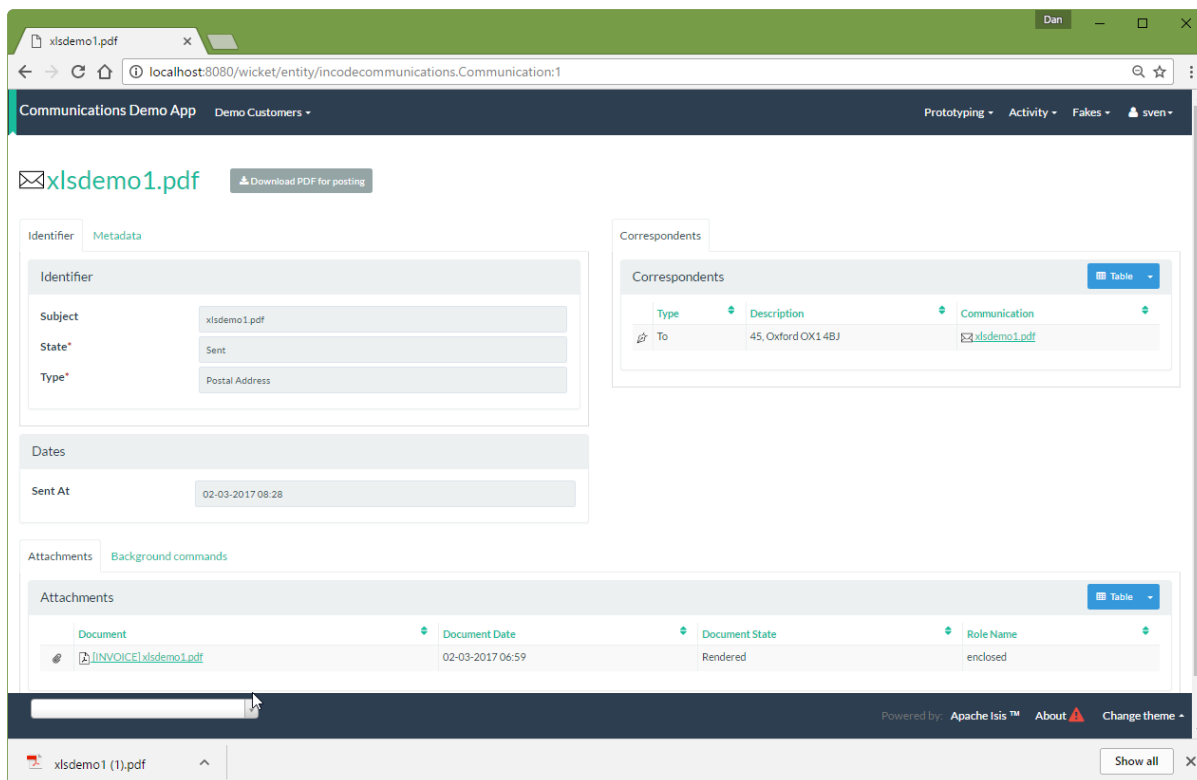 Dan
xlsdemo1.pdf
localhost:8080/wicket/entity/incodecommunications.Communication:1
Communications Demo App Demo Customers Prototyping Activity Fakes sven
xlsdemo1.pdf Download PDF for posting
Identifier Metadata
Identifier
Subject xlsdemo1.pdf
State* Sent
Type* Postal Address
Dates
Sent At 02-03-2017 08:28
Correspondents
Correspondents Table
Type Description Communication
To 45, Oxford OX1 4BJ xlsdemo1.pdf
Attachments Background commands
Attachments Table
Document Document Date Document State Role Name
[INVOICE] xlsdemo1.pdf 02-03-2017 06:59 Rendered enclosed
Powered by: Apache Isis ™ About Change theme
xlsdemo1 (1).pdf Show all